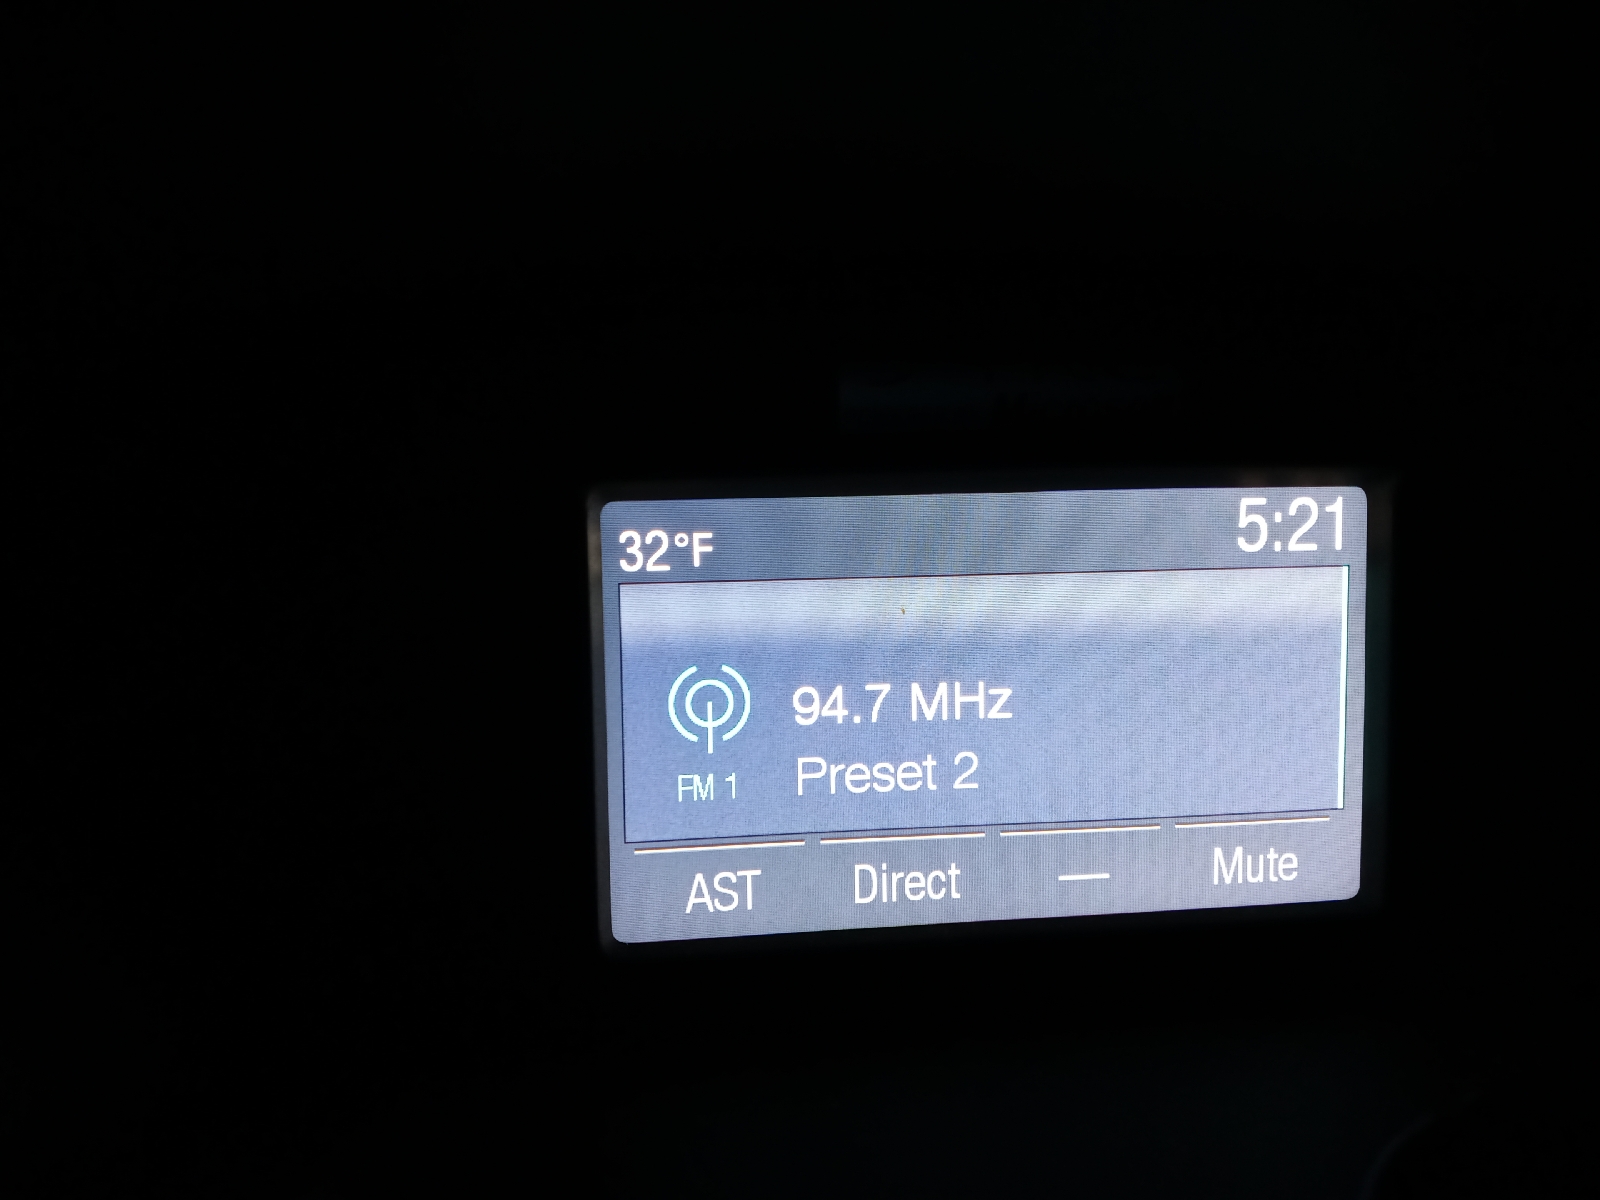 32°F 5:21
94.7 MHz
FM 1 Preset 2
AST Direct — Mute